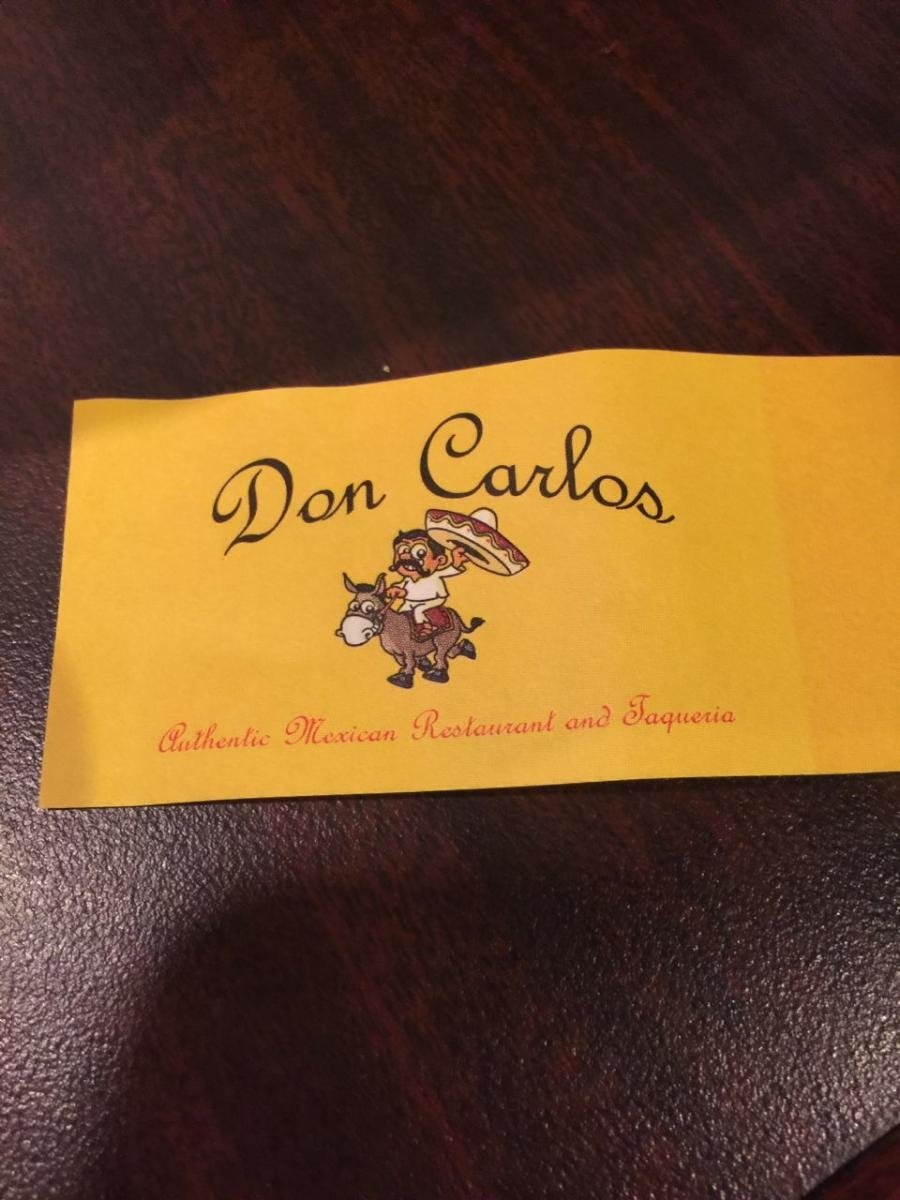 Don Carlos
Authentic Mexican Restaurant and Taqueria